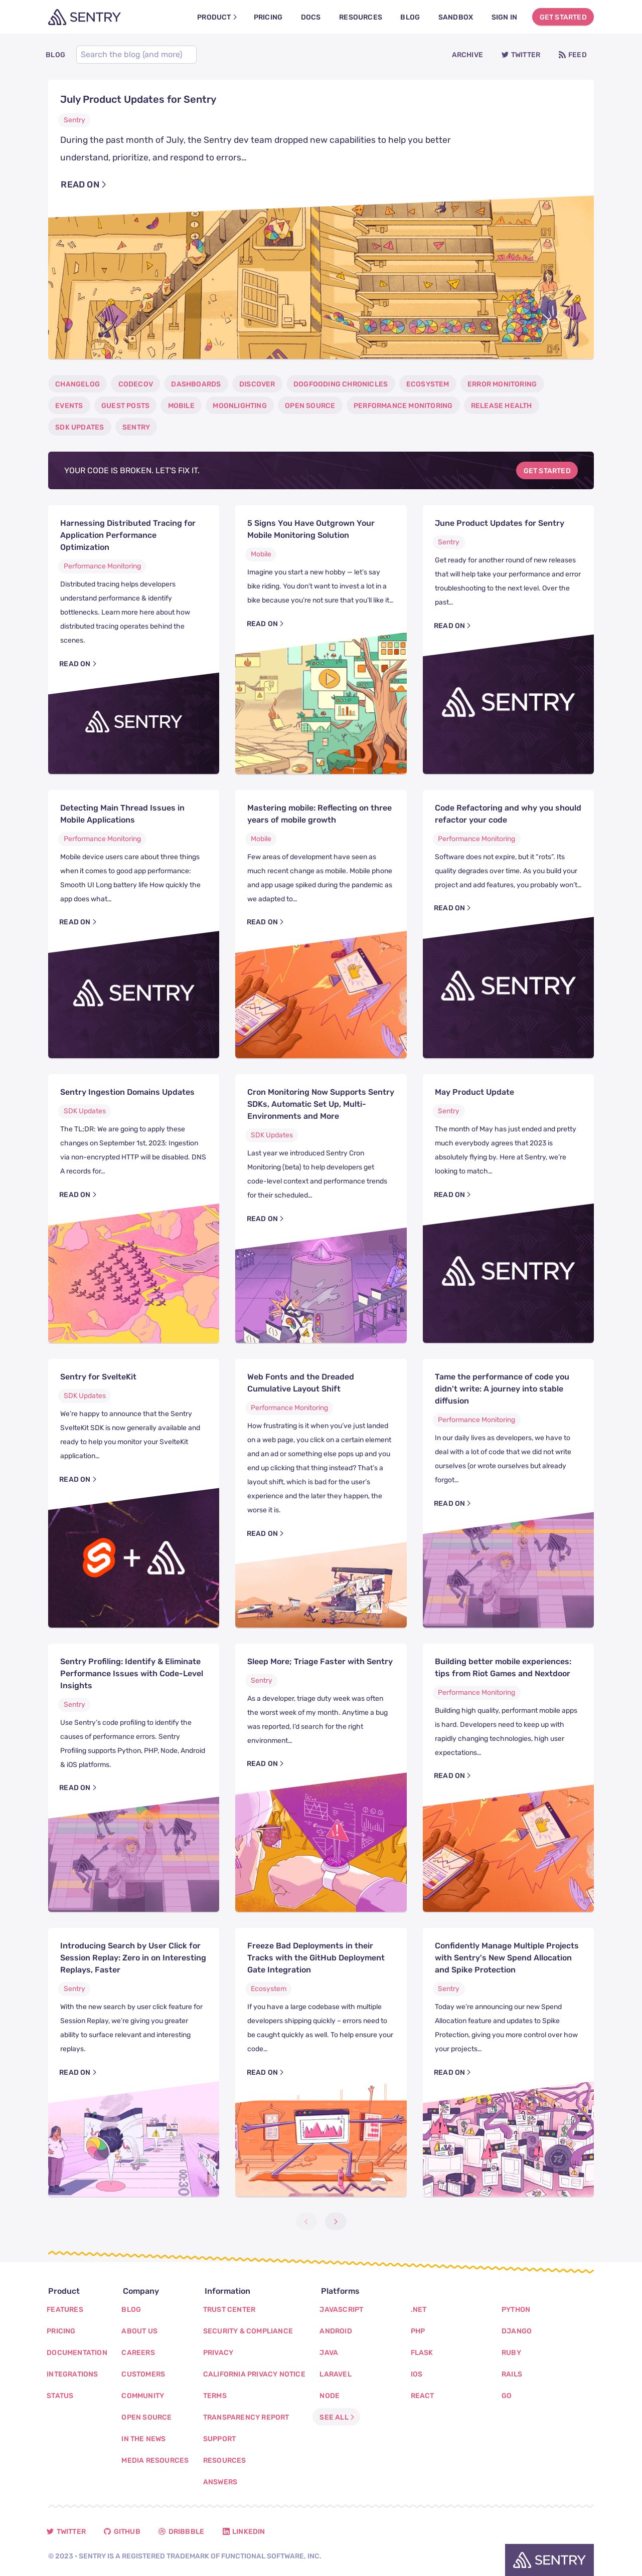 SENTRY
PRODUCT
PRICING
DOCS
RESOURCES
BLOG
SANDBOX
SIGN IN
GET STARTED
BLOG
Search the blog (and more)
ARCHIVE
TWITTER
FEED
July Product Updates for Sentry
Sentry
During the past month of July, the Sentry dev team dropped new capabilities to help you better
understand, prioritize, and respond to errors…
READ ON
04
CHANGELOG
CODECOV
DASHBOARDS
DISCOVER
DOGFOODING CHRONICLES
ECOSYSTEM
ERROR MONITORING
EVENTS
GUEST POSTS
MOBILE
MOONLIGHTING
OPEN SOURCE
PERFORMANCE MONITORING
RELEASE HEALTH
SDK UPDATES
SENTRY
YOUR CODE IS BROKEN. LET'S FIX IT.
GET STARTED
Harnessing Distributed Tracing for
Application Performance
Optimization
Performance Monitoring
Distributed tracing helps developers
understand performance & identify
bottlenecks. Learn more here about how
distributed tracing operates behind the
scenes.
READ ON
SENTRY
5 Signs You Have Outgrown Your
Mobile Monitoring Solution
Mobile
Imagine you start a new hobby — let's say
bike riding. You don't want to invest a lot in a
bike because you're not sure that you'll like it…
READ ON
June Product Updates for Sentry
Sentry
Get ready for another round of new releases
that will help take your performance and error
troubleshooting to the next level. Over the
past…
READ ON
SENTRY
Detecting Main Thread Issues in
Mobile Applications
Performance Monitoring
Mobile device users care about three things
when it comes to good app performance:
Smooth UI Long battery life How quickly the
app does what…
READ ON
SENTRY
Mastering mobile: Reflecting on three
years of mobile growth
Mobile
Few areas of development have seen as
much recent change as mobile. Mobile phone
and app usage spiked during the pandemic as
we adapted to…
READ ON
Code Refactoring and why you should
refactor your code
Performance Monitoring
Software does not expire, but it "rots". Its
quality degrades over time. As you build your
project and add features, you probably won't…
READ ON
SENTRY
Sentry Ingestion Domains Updates
SDK Updates
The TL;DR: We are going to apply these
changes on September 1st, 2023: Ingestion
via non-encrypted HTTP will be disabled. DNS
A records for…
READ ON
Cron Monitoring Now Supports Sentry
SDKs, Automatic Set Up, Multi-
Environments and More
SDK Updates
Last year we introduced Sentry Cron
Monitoring (beta) to help developers get
code-level context and performance trends
for their scheduled…
READ ON
May Product Update
Sentry
The month of May has just ended and pretty
much everybody agrees that 2023 is
absolutely flying by. Here at Sentry, we're
looking to match…
READ ON
SENTRY
Sentry for SvelteKit
SDK Updates
We're happy to announce that the Sentry
SvelteKit SDK is now generally available and
ready to help you monitor your SvelteKit
application…
READ ON
+
Web Fonts and the Dreaded
Cumulative Layout Shift
Performance Monitoring
How frustrating is it when you've just landed
on a web page, you click on a certain element
and an ad or something else pops up and you
end up clicking that thing instead? That's a
layout shift, which is bad for the user's
experience and the later they happen, the
worse it is.
READ ON
Tame the performance of code you
didn't write: A journey into stable
diffusion
Performance Monitoring
In our daily lives as developers, we have to
deal with a lot of code that we did not write
ourselves (or wrote ourselves but already
forgot…
READ ON
Sentry Profiling: Identify & Eliminate
Performance Issues with Code-Level
Insights
Sentry
Use Sentry's code profiling to identify the
causes of performance errors. Sentry
Profiling supports Python, PHP, Node, Android
& iOS platforms.
READ ON
Sleep More; Triage Faster with Sentry
Sentry
As a developer, triage duty week was often
the worst week of my month. Anytime a bug
was reported, I'd search for the right
environment…
READ ON
Building better mobile experiences:
tips from Riot Games and Nextdoor
Performance Monitoring
Building high quality, performant mobile apps
is hard. Developers need to keep up with
rapidly changing technologies, high user
expectations…
READ ON
Introducing Search by User Click for
Session Replay: Zero in on Interesting
Replays, Faster
Sentry
With the new search by user click feature for
Session Replay, we're giving you greater
ability to surface relevant and interesting
replays.
READ ON
Freeze Bad Deployments in their
Tracks with the GitHub Deployment
Gate Integration
Ecosystem
If you have a large codebase with multiple
developers shipping quickly – errors need to
be caught quickly as well. To help ensure your
code…
READ ON
Confidently Manage Multiple Projects
with Sentry's New Spend Allocation
and Spike Protection
Sentry
Today we're announcing our new Spend
Allocation feature and updates to Spike
Protection, giving you more control over how
your projects…
READ ON
Product
FEATURES
PRICING
DOCUMENTATION
INTEGRATIONS
STATUS
Company
BLOG
ABOUT US
CAREERS
CUSTOMERS
COMMUNITY
OPEN SOURCE
IN THE NEWS
MEDIA RESOURCES
Information
TRUST CENTER
SECURITY & COMPLIANCE
PRIVACY
CALIFORNIA PRIVACY NOTICE
TERMS
TRANSPARENCY REPORT
SUPPORT
RESOURCES
ANSWERS
Platforms
JAVASCRIPT
ANDROID
JAVA
LARAVEL
NODE
SEE ALL
.NET
PHP
FLASK
IOS
REACT
PYTHON
DJANGO
RUBY
RAILS
GO
TWITTER
GITHUB
DRIBBBLE
LINKEDIN
© 2023 • SENTRY IS A REGISTERED TRADEMARK OF FUNCTIONAL SOFTWARE, INC.
SENTRY